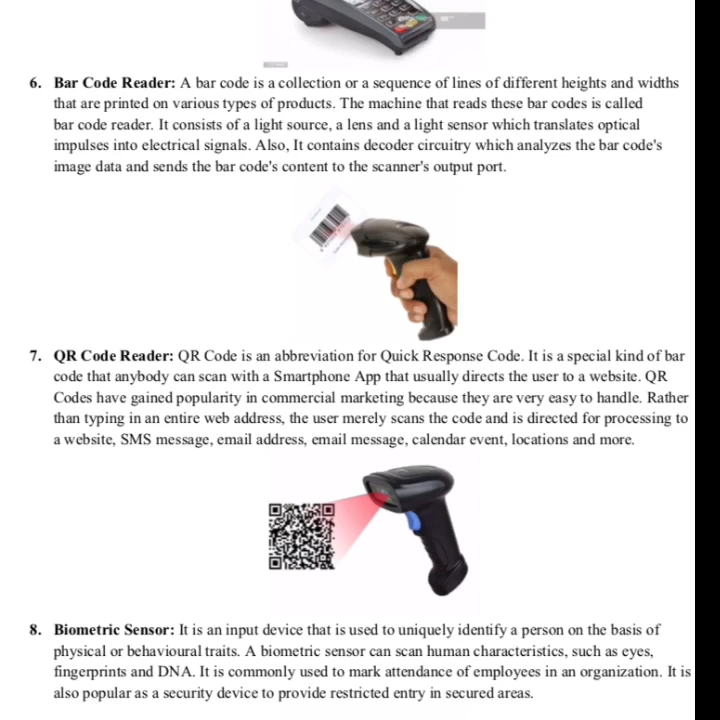 6. Bar Code Reader: A bar code is a collection or a sequence of lines of different heights and widths
that are printed on various types of products. The machine that reads these bar codes is called
bar code reader. It consists of a light source, a lens and a light sensor which translates optical
impulses into electrical signals. Also, It contains decoder circuitry which analyzes the bar code's
image data and sends the bar code's content to the scanner's output port.
7. QR Code Reader: QR Code is an abbreviation for Quick Response Code. It is a special kind of bar
code that anybody can scan with a Smartphone App that usually directs the user to a website. QR
Codes have gained popularity in commercial marketing because they are very easy to handle. Rather
than typing in an entire web address, the user merely scans the code and is directed for processing to
a website, SMS message, email address, email message, calendar event, locations and more.
8. Biometric Sensor: It is an input device that is used to uniquely identify a person on the basis of
physical or behavioural traits. A biometric sensor can scan human characteristics, such as eyes,
fingerprints and DNA. It is commonly used to mark attendance of employees in an organization. It is
also popular as a security device to provide restricted entry in secured areas.